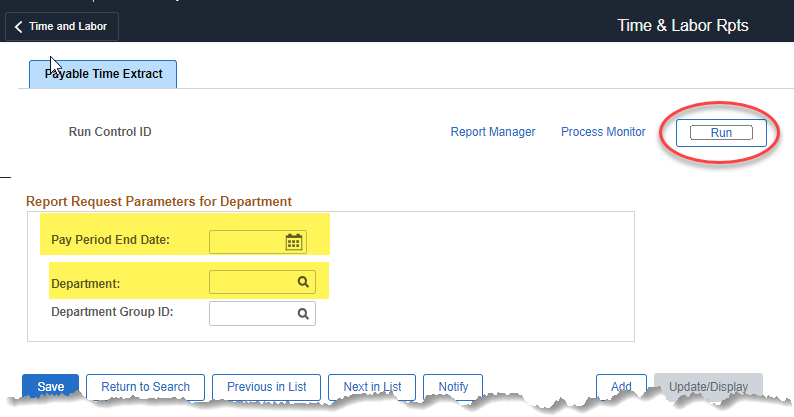 Time and Labor
Time & Labor Rpts
Payable Time Extract
Run Control ID
Report Manager
Process Monitor
Run
Report Request Parameters for Department
Pay Period End Date:
Department:
Department Group ID:
Save
Return to Search
Previous in List
Next in List
Notify
Add
Update/Display